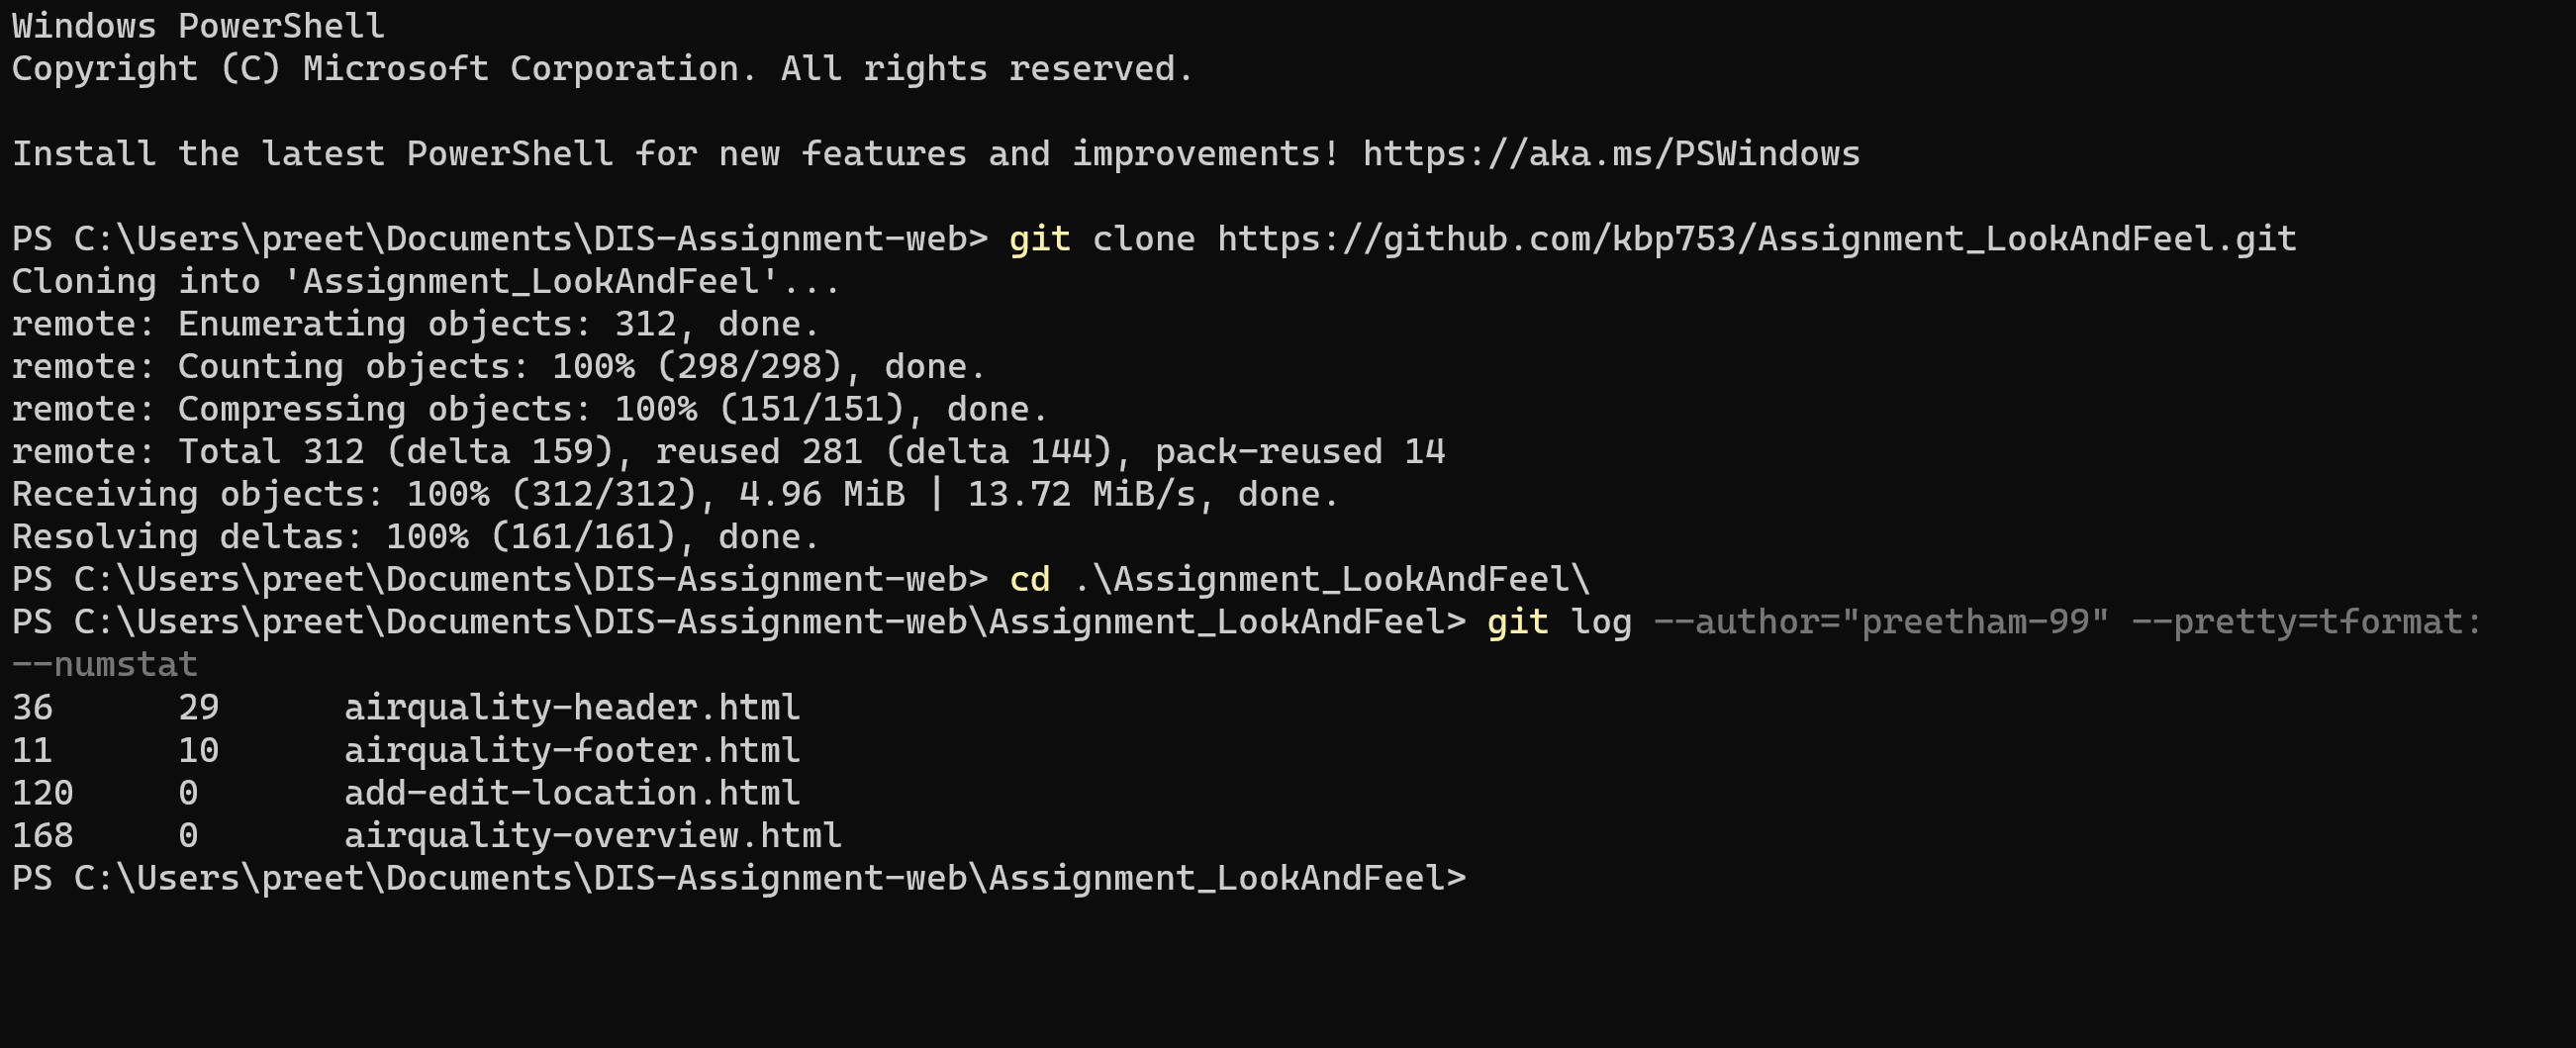 Windows PowerShell
Copyright (C) Microsoft Corporation. All rights reserved.
Install the latest PowerShell for new features and improvements! https://aka.ms/PSWindows
PS C:\Users\preet\Documents\DIS-Assignment-web> git clone https://github.com/kbp753/Assignment_LookAndFeel.git
Cloning into 'Assignment_LookAndFeel'...
remote: Enumerating objects: 312, done.
remote: Counting objects: 100% (298/298), done.
remote: Compressing objects: 100% (151/151), done.
remote: Total 312 (delta 159), reused 281 (delta 144), pack-reused 14
Receiving objects: 100% (312/312), 4.96 MiB | 13.72 MiB/s, done.
Resolving deltas: 100% (161/161), done.
PS C:\Users\preet\Documents\DIS-Assignment-web> cd .\Assignment_LookAndFeel\
PS C:\Users\preet\Documents\DIS-Assignment-web\Assignment_LookAndFeel> git log --author="preetham-99" --pretty=tformat:
--numstat
36 29 airquality-header.html
11 10 airquality-footer.html
120 0 add-edit-location.html
168 0 airquality-overview.html
PS C:\Users\preet\Documents\DIS-Assignment-web\Assignment_LookAndFeel>